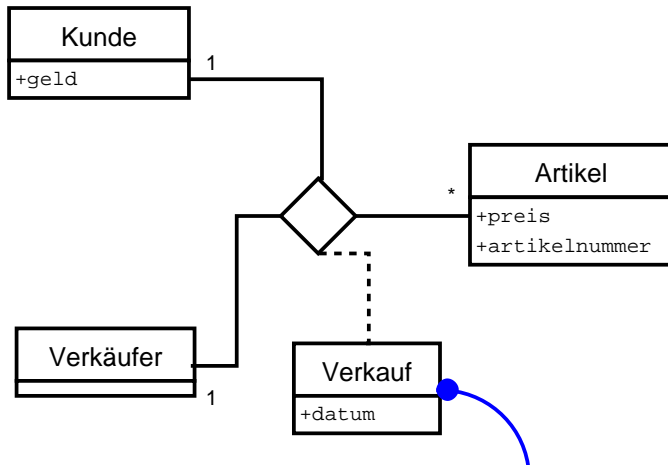 Kunde
+geld
1
Artikel
*
+preis
+artikelnummer
Verkäufer
1
Verkauf
+datum